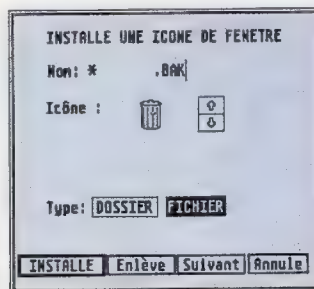 INSTALLE UNE ICONE DE FENETRE
Nom: * .BAK
Icône :
Type: DOSSIER FICHIER
INSTALLE Enlève Suivant Annule